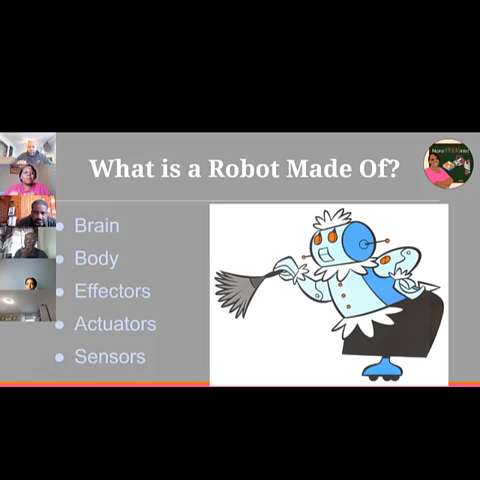 What is a Robot Made Of?
Brain
Body
Effectors
Actuators
Sensors